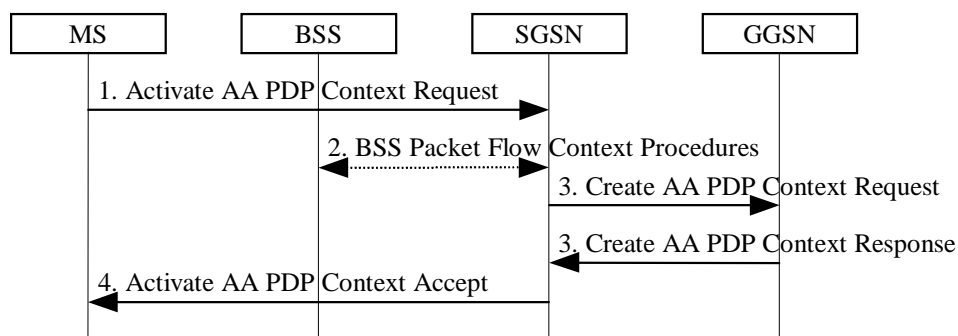 MS BSS SGSN GGSN
1. Activate AA PDP Context Request
2. BSS Packet Flow Context Procedures
3. Create AA PDP Context Request
3. Create AA PDP Context Response
4. Activate AA PDP Context Accept